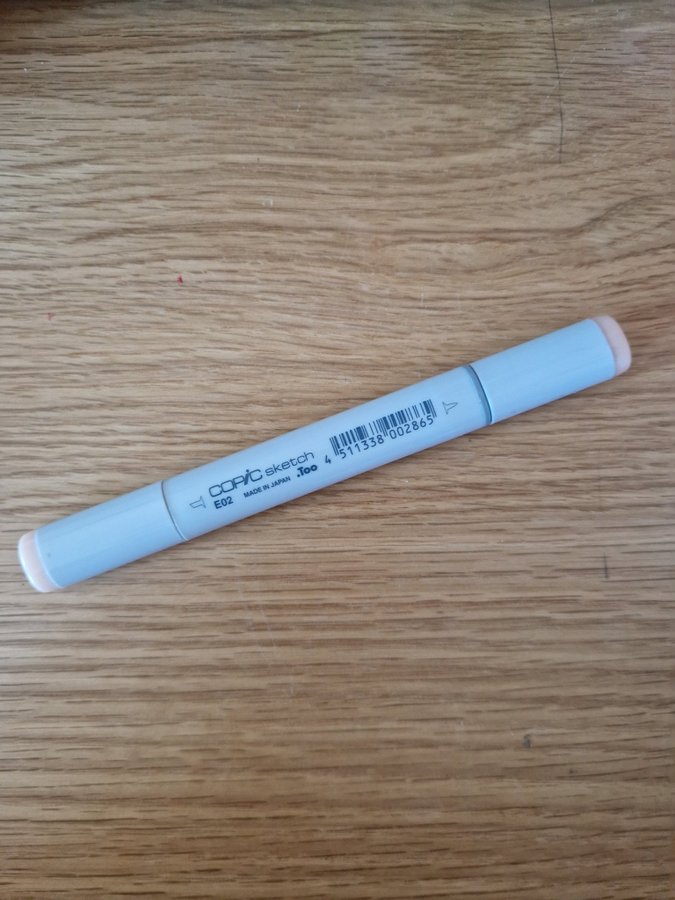 COPIC sketch
E02 MADE IN JAPAN .Too
4 511338 002865